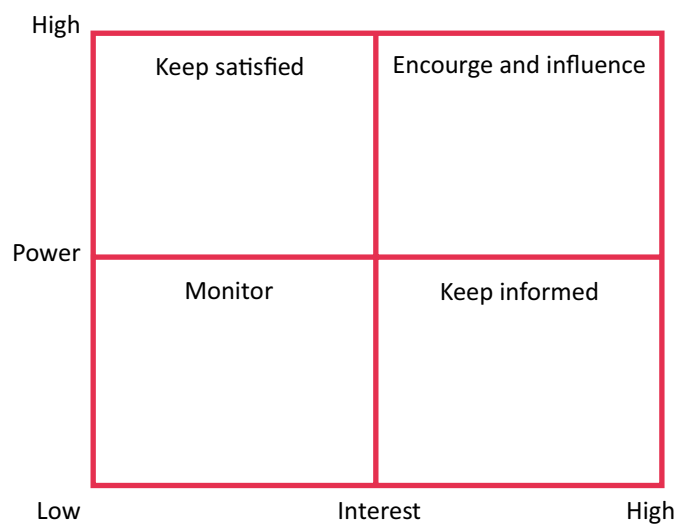 High
Keep satisfied
Encourge and influence
Power
Monitor
Keep informed
Low
Interest
High